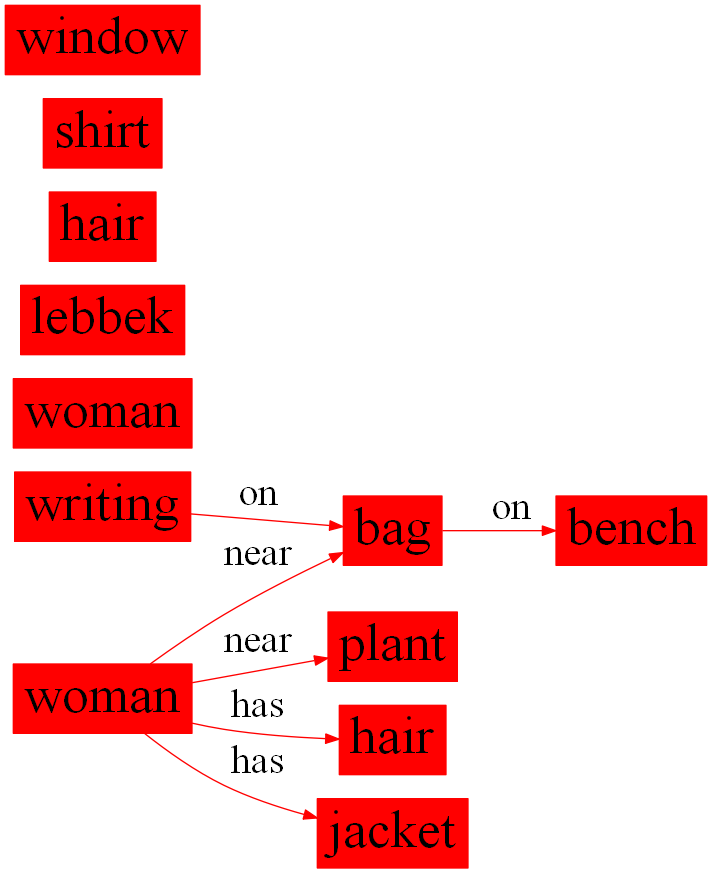 window
shirt
hair
lebbek
woman
writing
on
bag
on
bench
near
near
plant
woman
has
hair
has
jacket